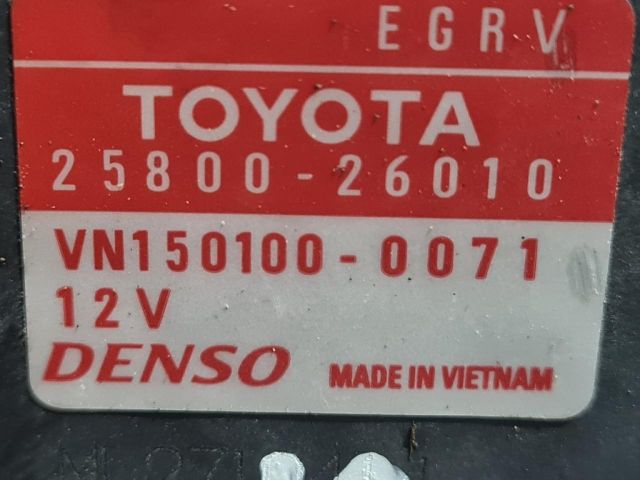 EGRV
TOYOTA
25800-26010
VN150100-0071
12V
DENSO MADE IN VIETNAM